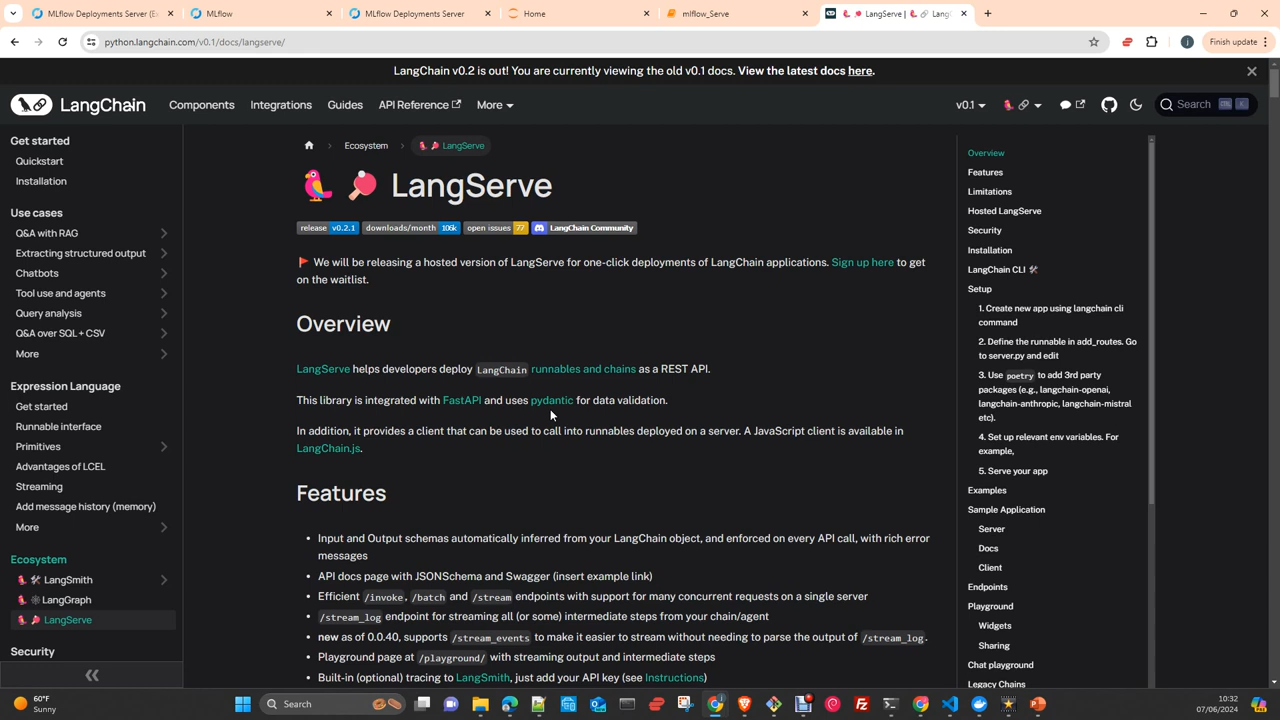 MLflow Deployments Server (Ex
MLflow
MLflow Deployments Server
Home
mlflow_Serve
LangServe | Lang
python.langchain.com/v0.1/docs/langserve/
Finish update
LangChain v0.2 is out! You are currently viewing the old v0.1 docs. View the latest docs here.
LangChain
Components
Integrations
Guides
API Reference
More
v0.1
Search
Get started
Quickstart
Installation
Use cases
Q&A with RAG
Extracting structured output
Chatbots
Tool use and agents
Query analysis
Q&A over SQL + CSV
More
Expression Language
Get started
Runnable interface
Primitives
Advantages of LCEL
Streaming
Add message history (memory)
More
Ecosystem
LangSmith
LangGraph
LangServe
Security
Ecosystem
LangServe
LangServe
release v0.2.1 downloads/month 106k open issues 77 LangChain Community
We will be releasing a hosted version of LangServe for one-click deployments of LangChain applications. Sign up here to get
on the waitlist.
Overview
LangServe helps developers deploy LangChain runnables and chains as a REST API.
This library is integrated with FastAPI and uses pydantic for data validation.
In addition, it provides a client that can be used to call into runnables deployed on a server. A JavaScript client is available in
LangChain.js.
Features
• Input and Output schemas automatically inferred from your LangChain object, and enforced on every API call, with rich error
messages
• API docs page with JSONSchema and Swagger (insert example link)
• Efficient /invoke, /batch and /stream endpoints with support for many concurrent requests on a single server
• /stream_log endpoint for streaming all (or some) intermediate steps from your chain/agent
• new as of 0.0.40, supports /stream_events to make it easier to stream without needing to parse the output of /stream_log.
• Playground page at /playground/ with streaming output and intermediate steps
• Built-in (optional) tracing to LangSmith, just add your API key (see Instructions)
Overview
Features
Limitations
Hosted LangServe
Security
Installation
LangChain CLI
Setup
1. Create new app using langchain cli
command
2. Define the runnable in add_routes. Go
to server.py and edit
3. Use poetry to add 3rd party
packages (e.g., langchain-openai,
langchain-anthropic, langchain-mistral
etc).
4. Set up relevant env variables. For
example,
5. Serve your app
Examples
Sample Application
Server
Docs
Client
Endpoints
Playground
Widgets
Sharing
Chat playground
Legacy Chains
60°F
Sunny
Search
10:32
07/06/2024